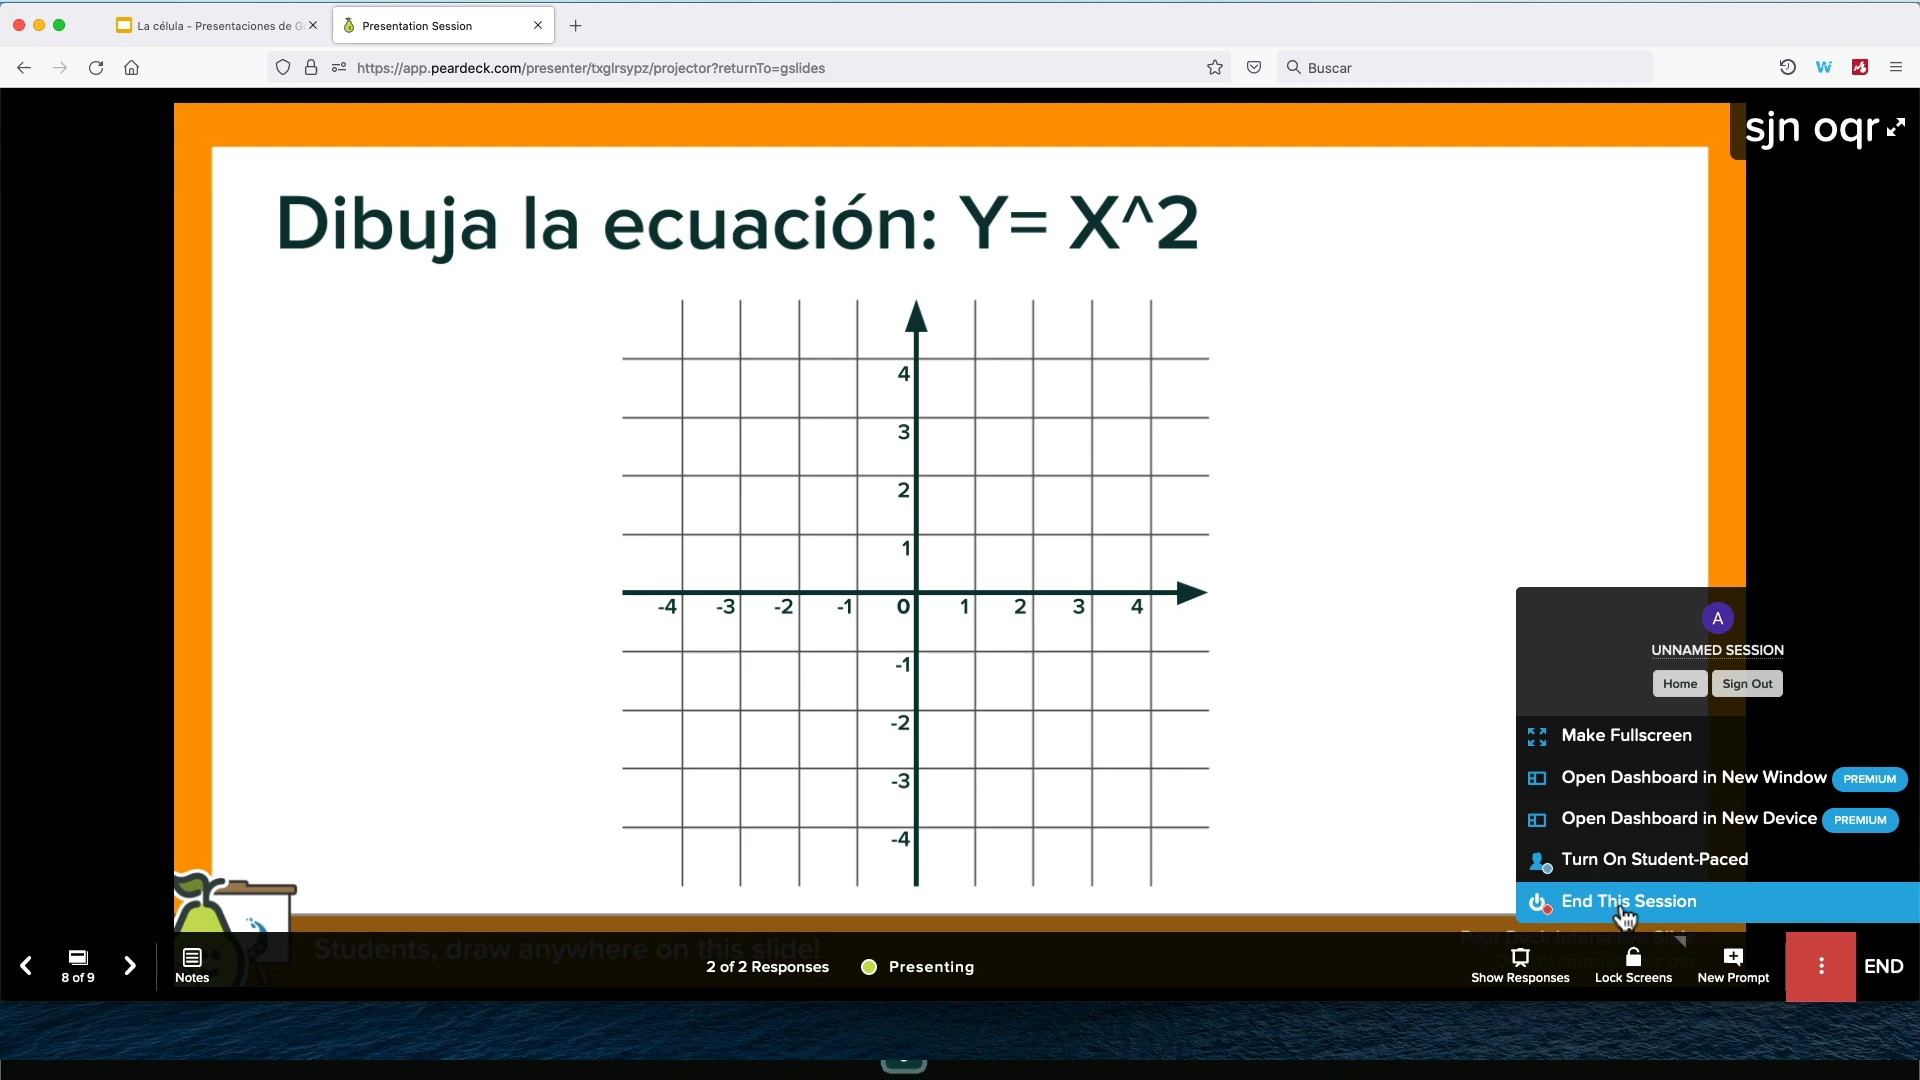 La célula - Presentaciones de G
Presentation Session
https://app.peardeck.com/presenter/txglrsypz/projector?returnTo=gslides
Buscar
W
sjn oqr
Dibuja la ecuación: Y= X^2
4
3
2
1
-4 -3 -2 -1 0 1 2 3 4
-1
-2
-3
-4
A
UNNAMED SESSION
Home Sign Out
Make Fullscreen
Open Dashboard in New Window PREMIUM
Open Dashboard in New Device PREMIUM
Turn On Student-Paced
End This Session
Students, draw anywhere on this slide!
Pear Deck Interactive Slide
8 of 9
Notes
2 of 2 Responses
Presenting
Show Responses
Lock Screens
New Prompt
END